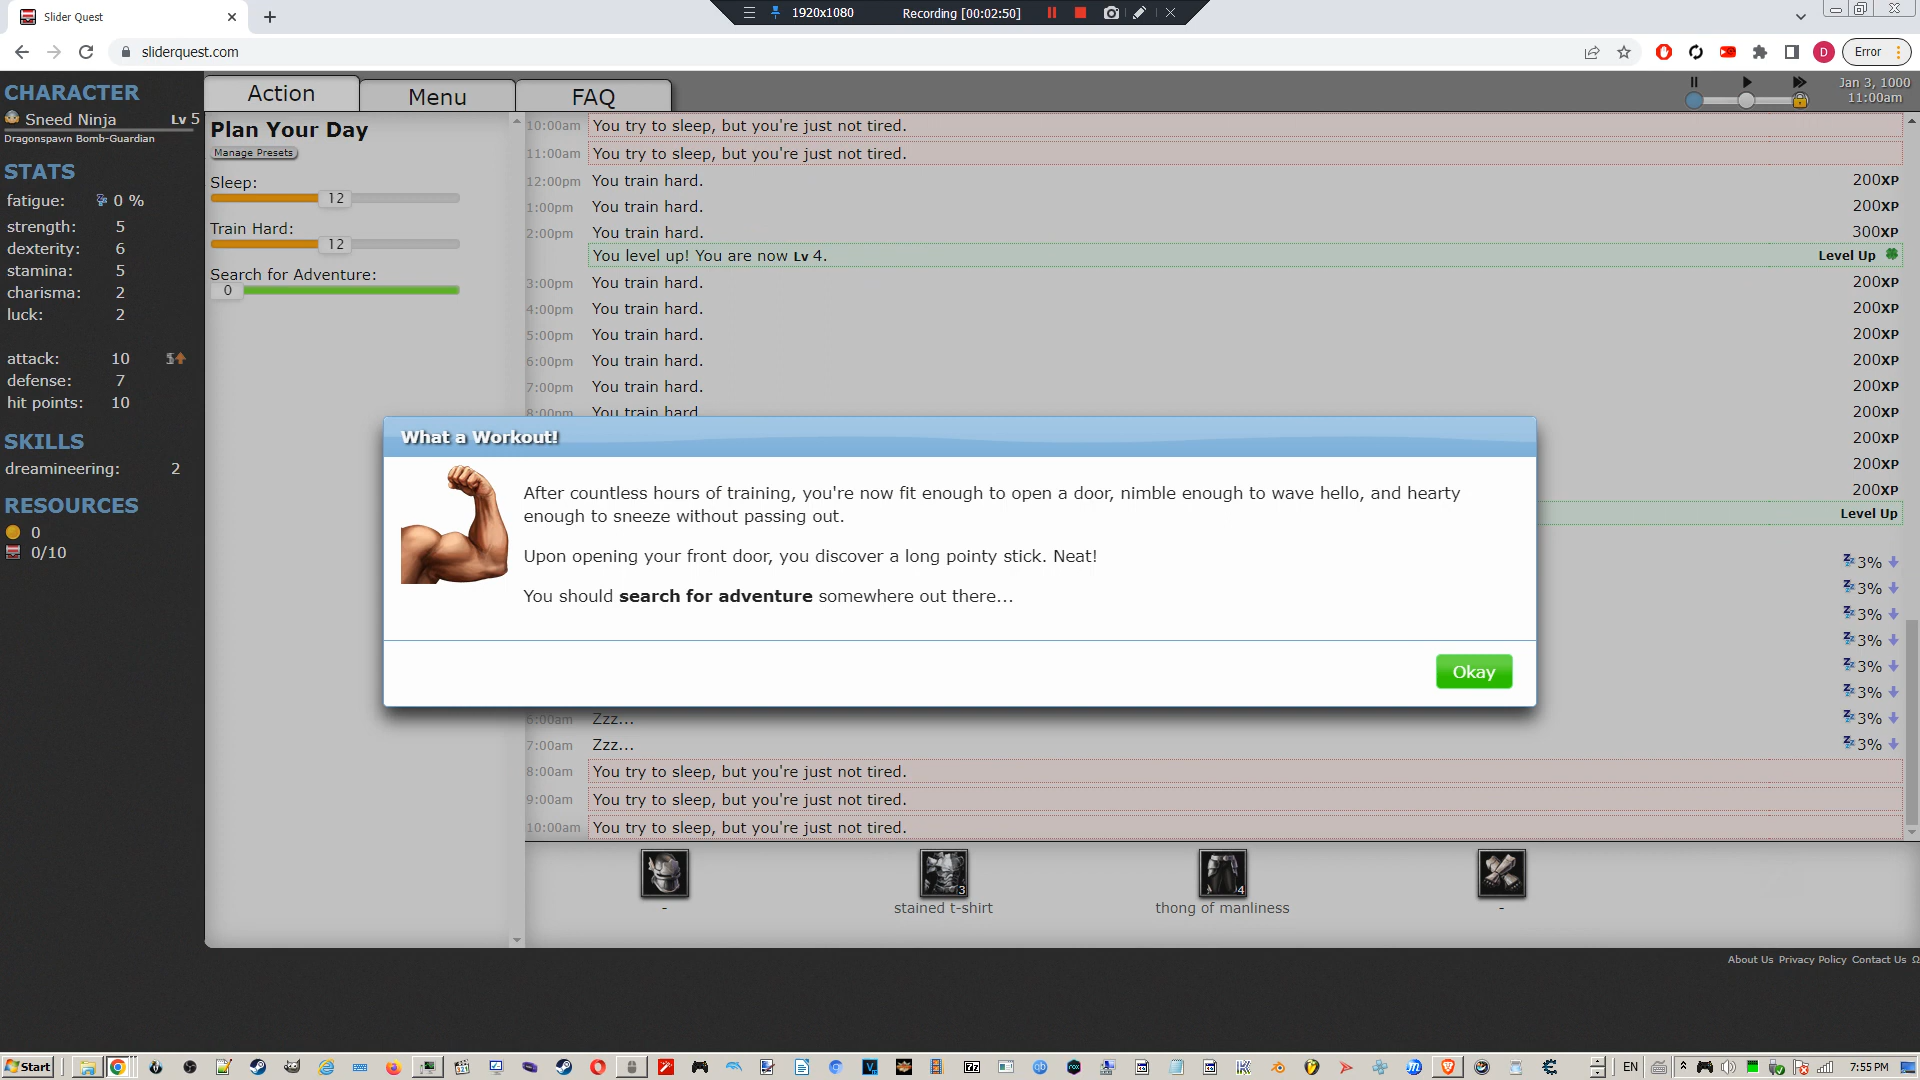 Slider Quest
1920x1080
Recording [00:02:50]
sliderquest.com
D
Error
CHARACTER
Sneed Ninja Lv 5
Dragonspawn Bomb-Guardian
STATS
fatigue: 0 %
strength: 5
dexterity: 6
stamina: 5
charisma: 2
luck: 2
attack: 10
defense: 7
hit points: 10
SKILLS
dreamineering: 2
RESOURCES
0
0/10
Action
Menu
FAQ
Jan 3, 1000
11:00am
Plan Your Day
Manage Presets
Sleep:
12
Train Hard:
12
Search for Adventure:
0
10:00am You try to sleep, but you're just not tired.
11:00am You try to sleep, but you're just not tired.
12:00pm You train hard. 200XP
1:00pm You train hard. 200XP
2:00pm You train hard. 300XP
You level up! You are now Lv 4. Level Up
3:00pm You train hard. 200XP
4:00pm You train hard. 200XP
5:00pm You train hard. 200XP
6:00pm You train hard. 200XP
7:00pm You train hard. 200XP
8:00pm You train hard. 200XP
200XP
200XP
200XP
Level Up
What a Workout!
After countless hours of training, you're now fit enough to open a door, nimble enough to wave hello, and hearty
enough to sneeze without passing out.
Upon opening your front door, you discover a long pointy stick. Neat!
You should search for adventure somewhere out there...
Okay
3%
3%
3%
3%
3%
3%
6:00am Zzz... 3%
7:00am Zzz... 3%
8:00am You try to sleep, but you're just not tired.
9:00am You try to sleep, but you're just not tired.
10:00am You try to sleep, but you're just not tired.
3
4
-
stained t-shirt
thong of manliness
-
About Us Privacy Policy Contact Us Ω
Start
EN
7:55 PM